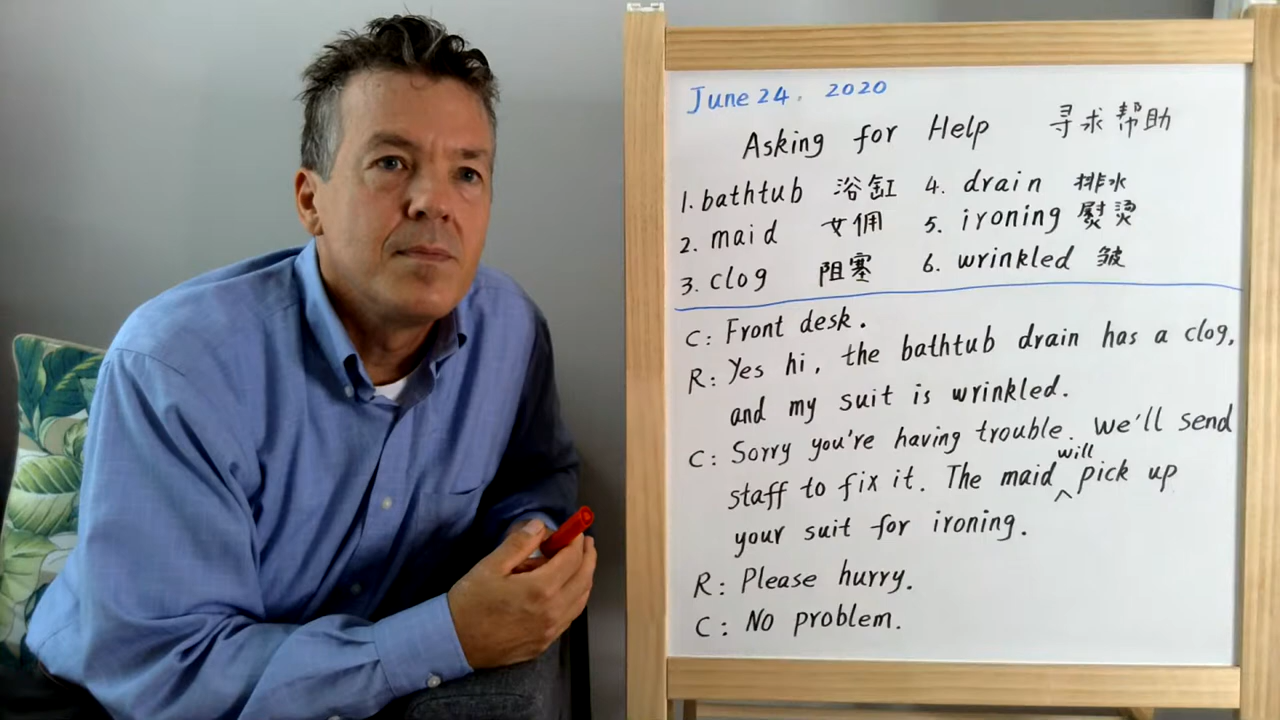 June 24, 2020
Asking for Help 寻求帮助
1. bathtub 浴缸 4. drain 排水
2. maid 女佣 5. ironing 熨烫
3. clog 阻塞 6. wrinkled 皱
C: Front desk.
R: Yes hi, the bathtub drain has a clog,
and my suit is wrinkled.
C: Sorry you're having trouble. We'll send
staff to fix it. The maid will pick up
your suit for ironing.
R: Please hurry.
C: No problem.